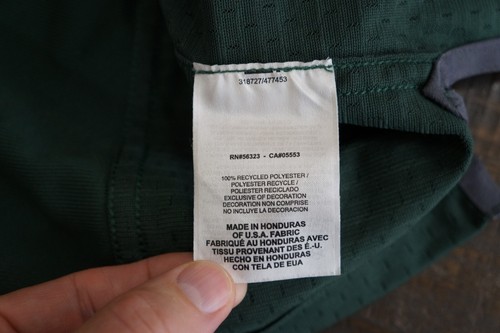 318727/477453
RN#56323 - CA#05553
100% RECYCLED POLYESTER/
POLYESTER RECYCLE /
POLIESTER RECICLADO
EXCLUSIVE OF DECORATION
DECORATION NON COMPRISE
NO INCLUYE LA DECORACION
MADE IN HONDURAS
OF U.S.A. FABRIC
FABRIQUÉ AU HONDURAS AVEC
TISSU PROVENANT DES É.-U.
HECHO EN HONDURAS
CON TELA DE EUA